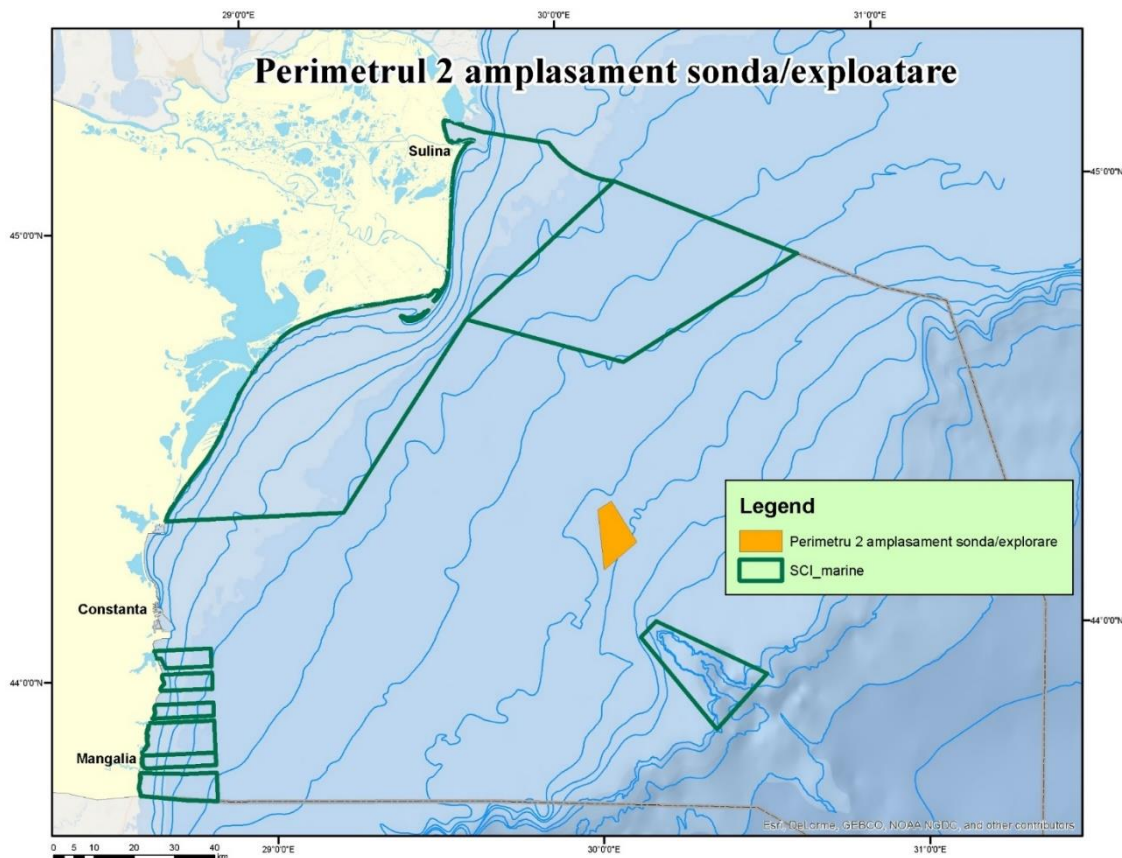 29°0'0"E
30°0'0"E
31°0'0"E
Perimetrul 2 amplasament sonda/exploatare
Sulina
45°0'0"N
45°0'0"N
Legend
Perimetru 2 amplasament sonda/explorare
SCI_marine
Constanta
44°0'0"N
44°0'0"N
Mangalia
Esri, DeLorme, GEBCO, NOAA NGDC, and other contributors
0 5 10 20 30 40
km
29°0'0"E
30°0'0"E
31°0'0"E